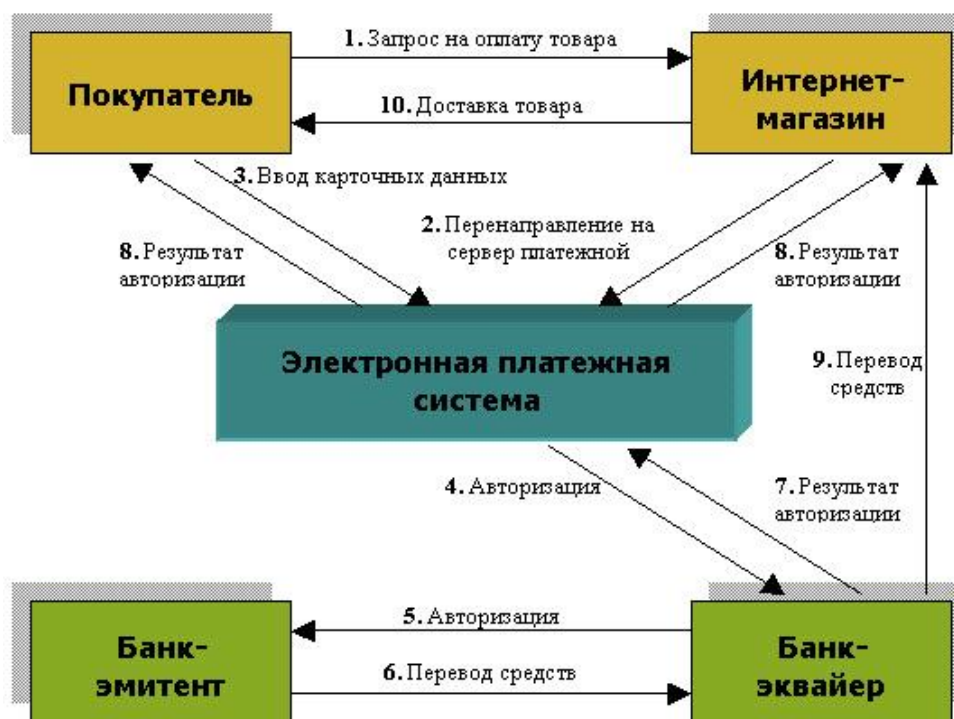 1. Запрос на оплату товара
Покупатель
Интернет-
магазин
10. Доставка товара
3. Ввод карточных данных
2. Перенаправление на
сервер платежной
8. Результат
авторизации
8. Результат
авторизации
Электронная платежная
система
9. Перевод
средств
4. Авторизация
7. Результат
авторизации
5. Авторизация
Банк-
эмитент
6. Перевод средств
Банк-
эквайер